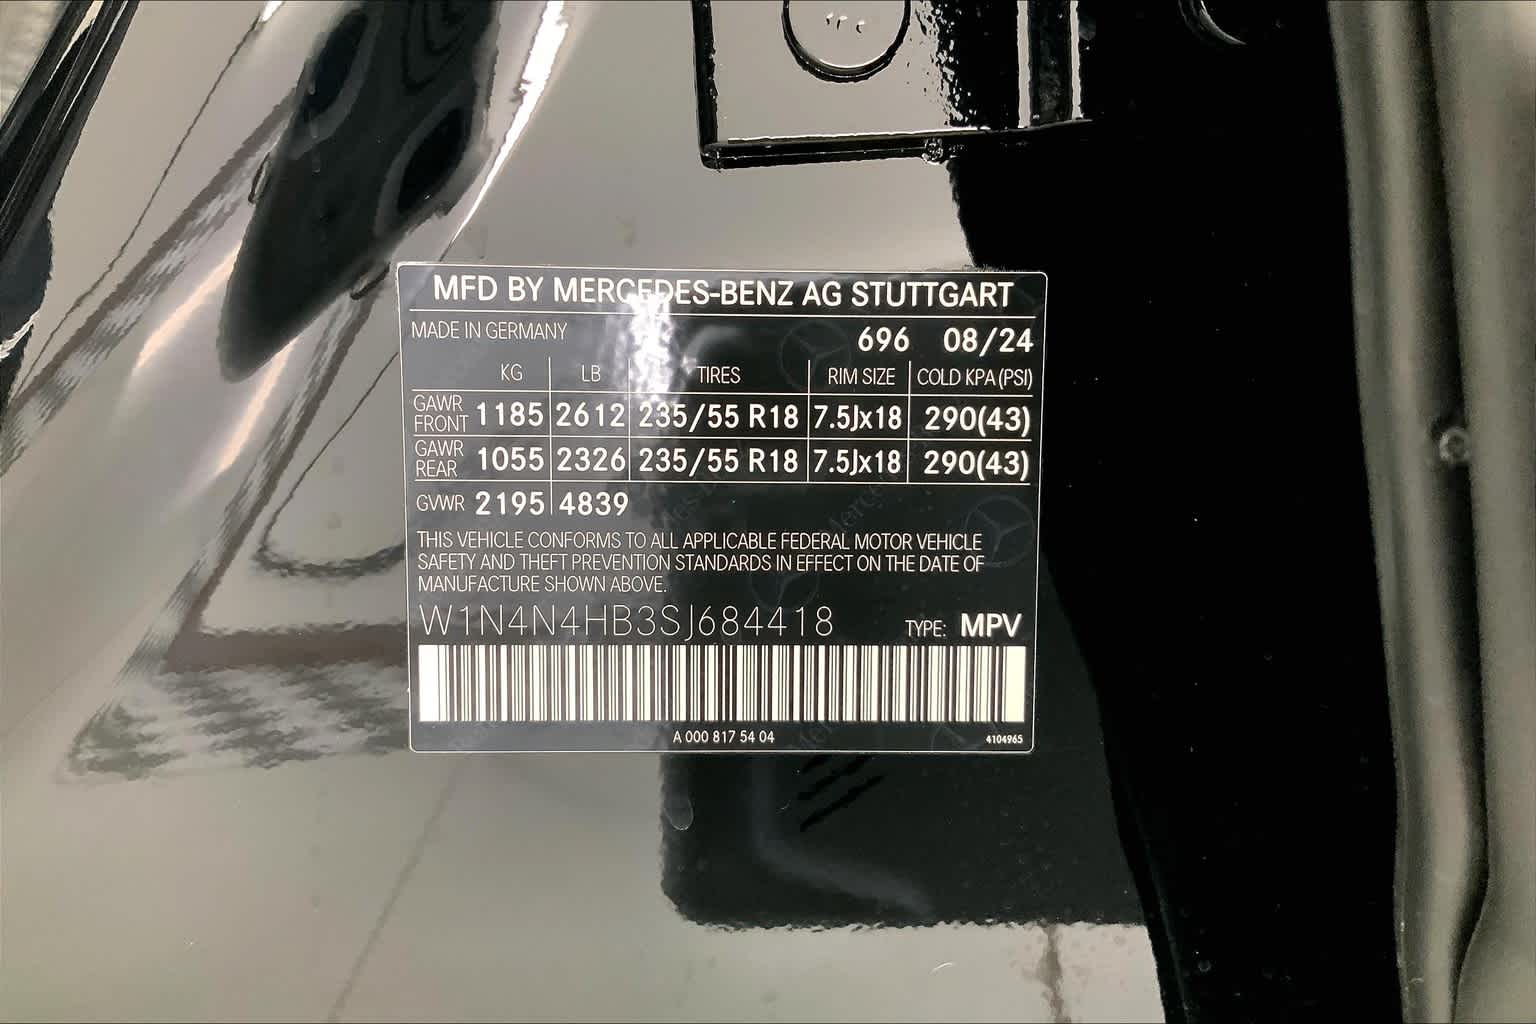 MFD BY MERCEDES-BENZ AG STUTTGART
MADE IN GERMANY 696 08/24
KG LB TIRES RIM SIZE COLD KPA(PSI)
GAWR FRONT 1185 2612 235/55 R18 7.5Jx18 290(43)
GAWR REAR 1055 2326 235/55 R18 7.5Jx18 290(43)
GVWR 2195 4839
THIS VEHICLE CONFORMS TO ALL APPLICABLE FEDERAL MOTOR VEHICLE
SAFETY AND THEFT PREVENTION STANDARDS IN EFFECT ON THE DATE OF
MANUFACTURE SHOWN ABOVE.
W1N4N4HB3SJ684418 TYPE: MPV
A 000 817 54 04 4104965